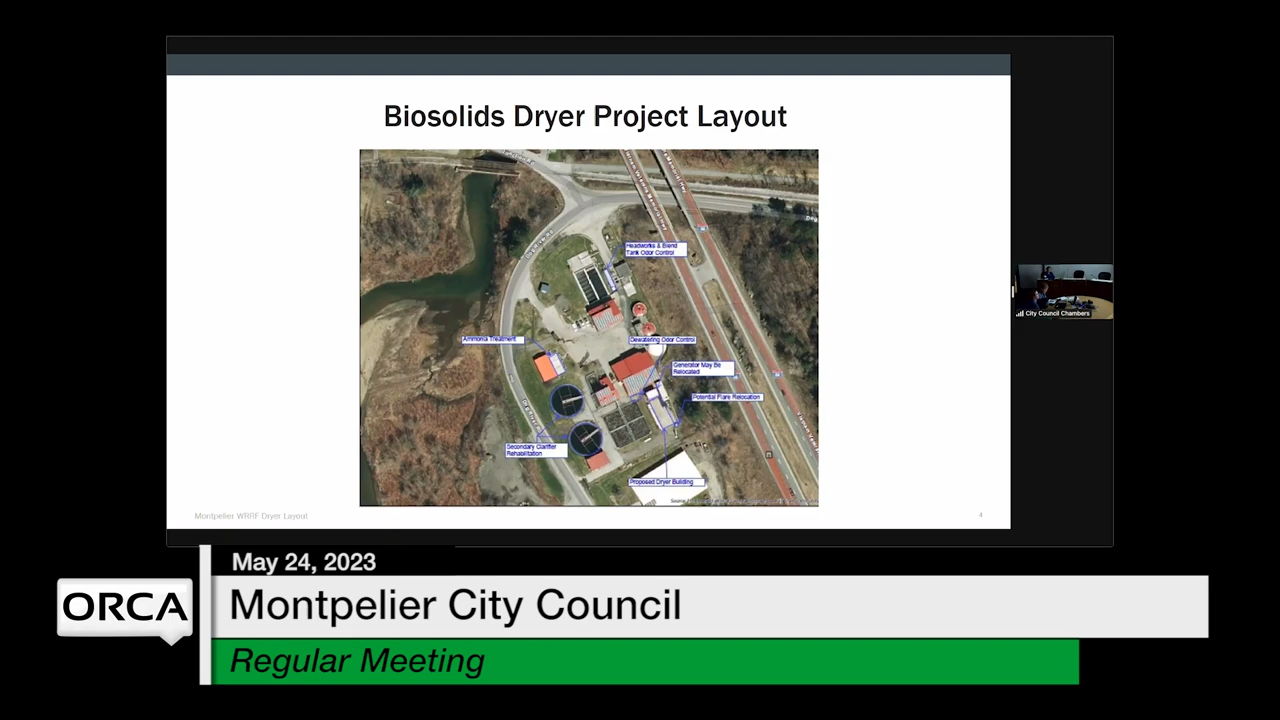 Biosolids Dryer Project Layout
Headworks & Blend
Tank Odor Control
Ammonia Treatment
Dewatering Odor Control
Generator May Be
Relocated
Potential Flare Relocation
Secondary Clarifier
Rehabilitation
Proposed Dryer Building
Montpelier WRRF Dryer Layout
4
City Council Chambers
May 24, 2023
ORCA
Montpelier City Council
Regular Meeting